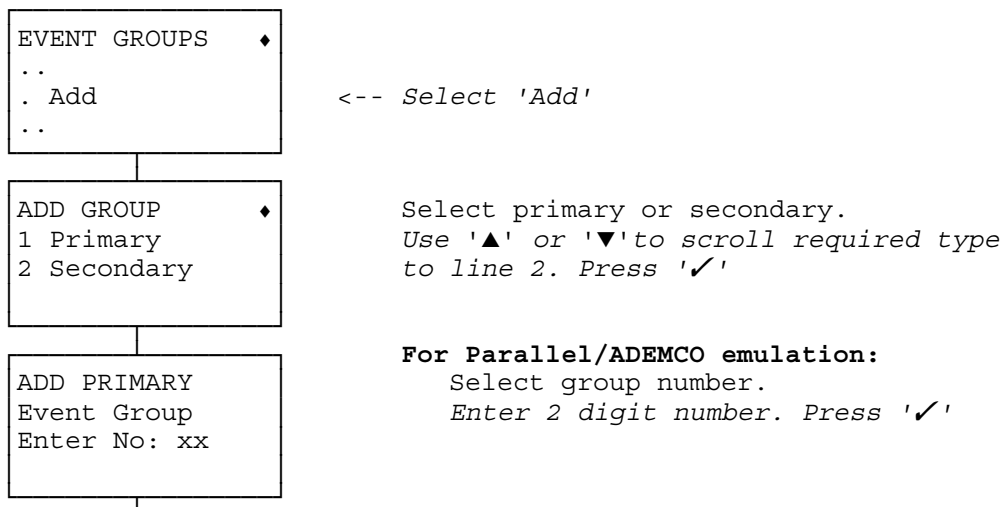 EVENT GROUPS ♦
..
. Add <-- Select 'Add'
..
ADD GROUP ♦ Select primary or secondary.
1 Primary Use '▲' or '▼'to scroll required type
2 Secondary to line 2. Press '✓'
For Parallel/ADEMCO emulation:
ADD PRIMARY Select group number.
Event Group Enter 2 digit number. Press '✓'
Enter No: xx